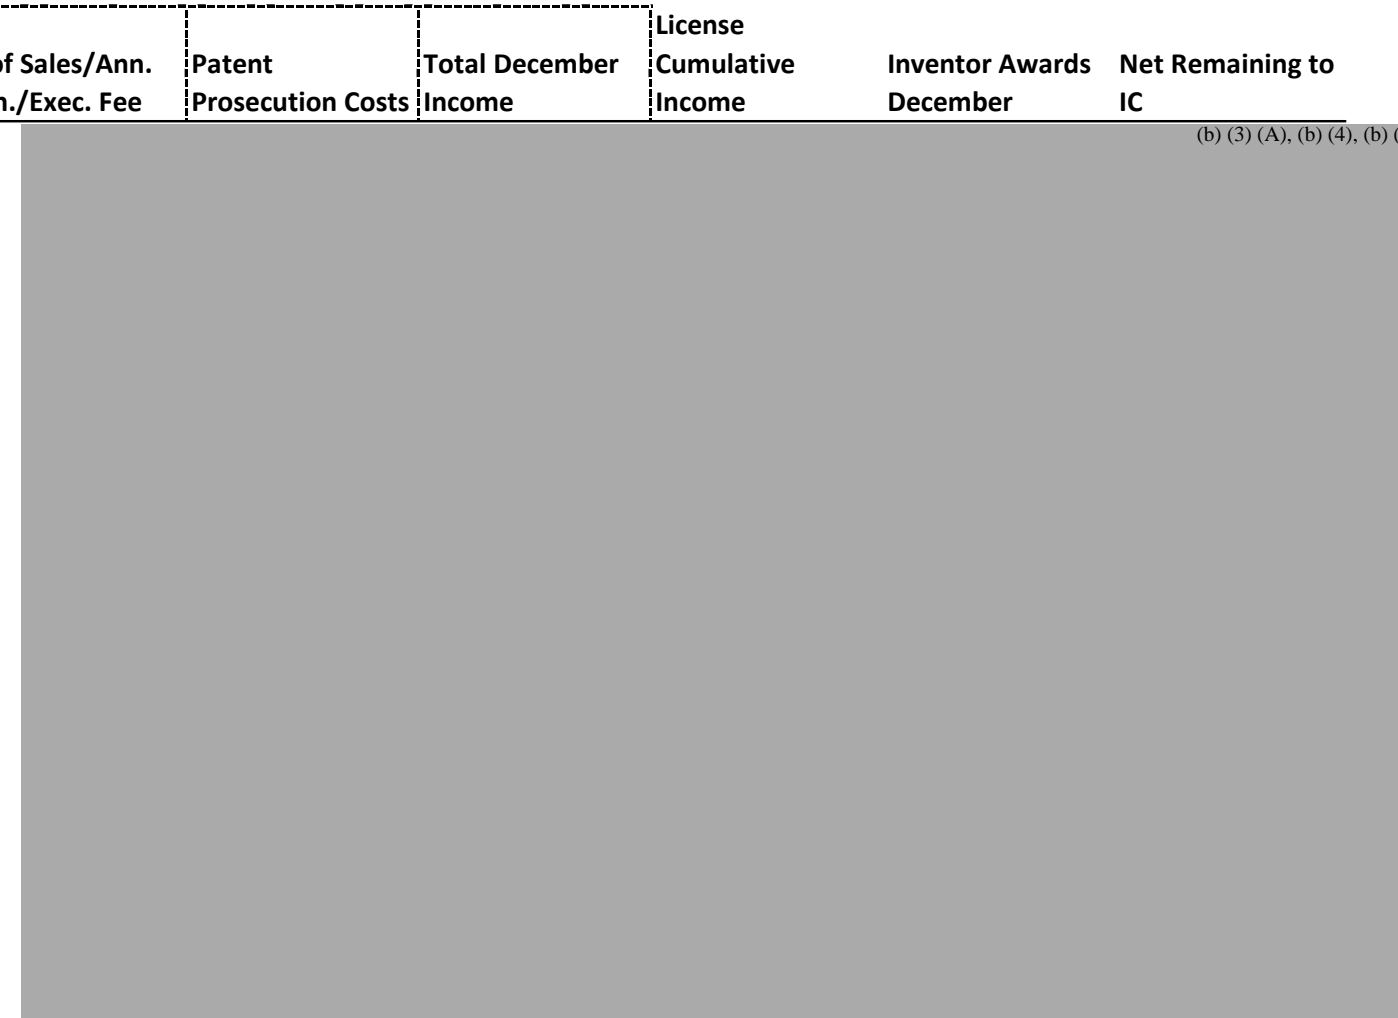 License
of Sales/Ann. Patent Total December Cumulative Inventor Awards Net Remaining to
n./Exec. Fee Prosecution Costs Income Income December IC
(b) (3) (A), (b) (4), (b) (